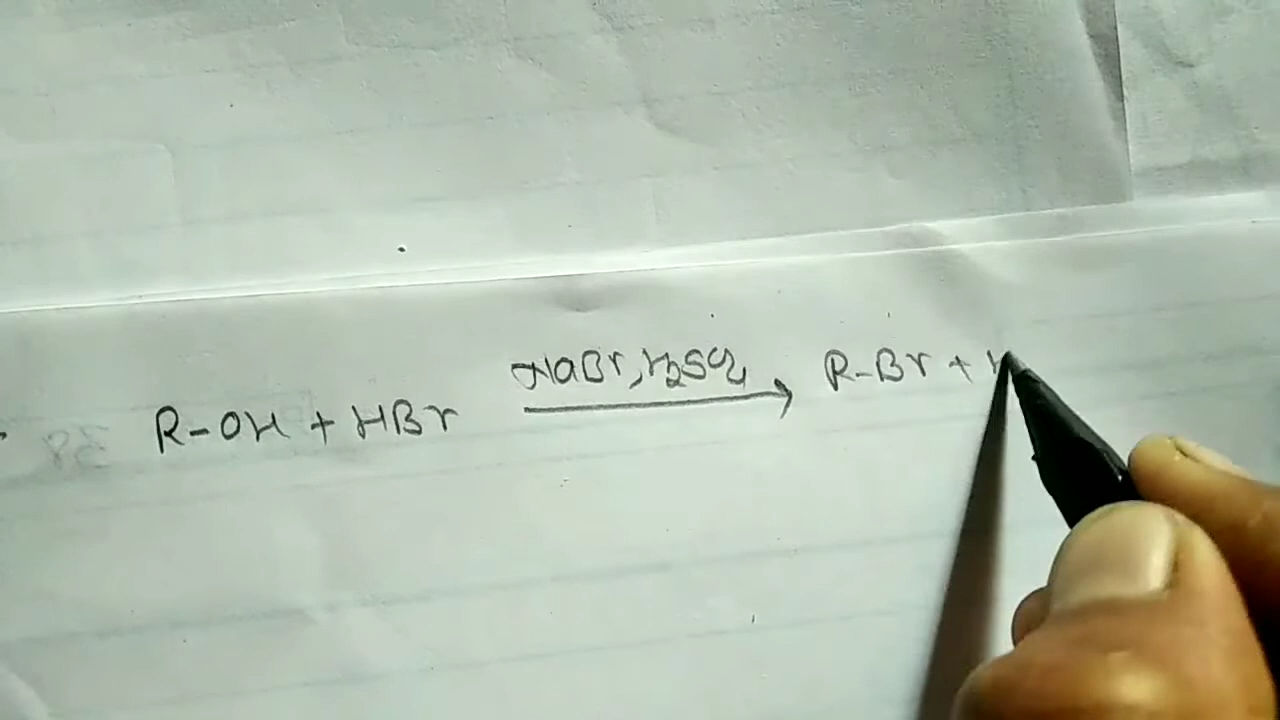 NaBr, H2SO4
R-OH + HBr → R-Br + H